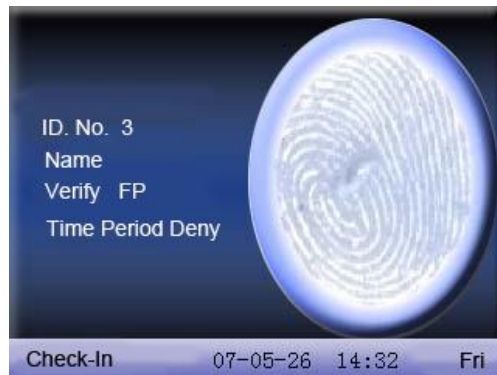 ID. No. 3
Name
Verify FP
Time Period Deny
Check-In 07-05-26 14:32 Fri